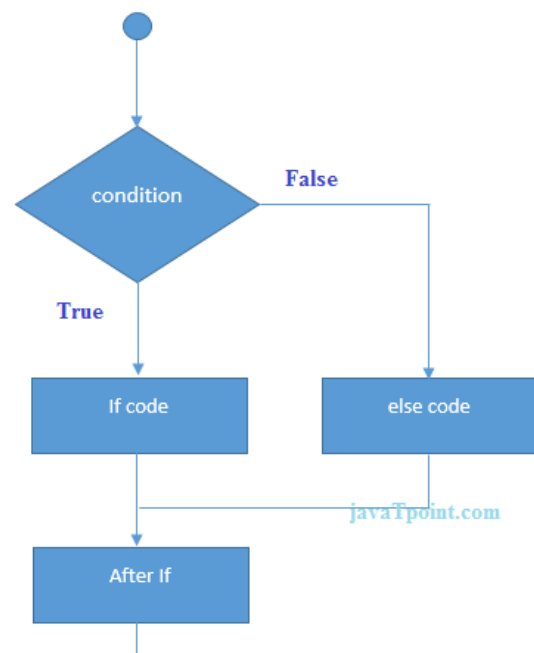 condition
False
True
If code
else code
javaTpoint.com
After If